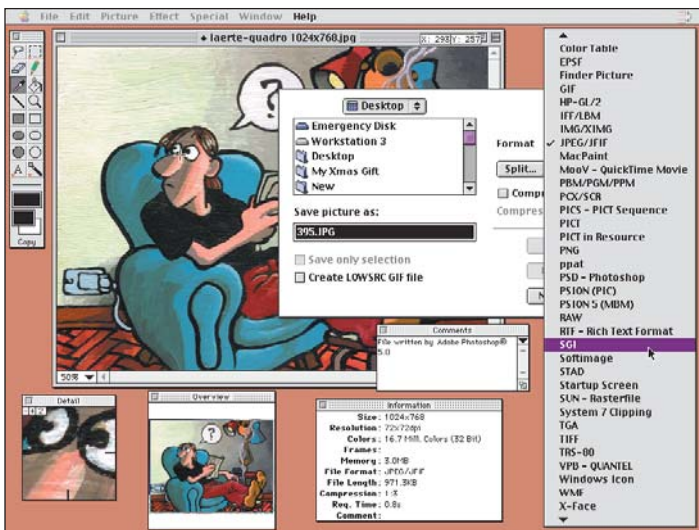 File Edit Picture Effect Special Window Help
♦ laerte-quadro 1024x768.jpg
X: 298 Y: 257
?
Copy
50%
Desktop
Emergency Disk
Workstation 3
Desktop
My Xmas Gift
New
Save picture as:
395.JPG
Save only selection
Create LOWSRC GIF file
Format
Split...
Compr
Compres
N
Color Table
EPSF
Finder Picture
GIF
HP-GL/2
IFF/LBM
IMG/XIMG
✓ JPEG/JFIF
MacPaint
MooV - QuickTime Movie
PBM/PGM/PPM
PCX/SCR
PICS - PICT Sequence
PICT
PICT in Resource
PNG
ppat
PSD - Photoshop
PSION (PIC)
PSION 5 (MBM)
RAW
RTF - Rich Text Format
SGI
Softimage
STAD
Startup Screen
SUN - Rasterfile
System 7 Clipping
TGA
TIFF
TRS-80
VPB - QUANTEL
Windows Icon
WMF
X-Face
Comments
File written by Adobe Photoshop®
5.0
Detail
Overview
?
Information
Size: 1024x768
Resolution: 72x72dpi
Colors: 16.7 Mill. Colors (32 Bit)
Frames:
Memory: 3.0MB
File Format: JPEG/JFIF
File Length: 971.3KB
Compression: 1:3
Req. Time: 0.8s
Comment: